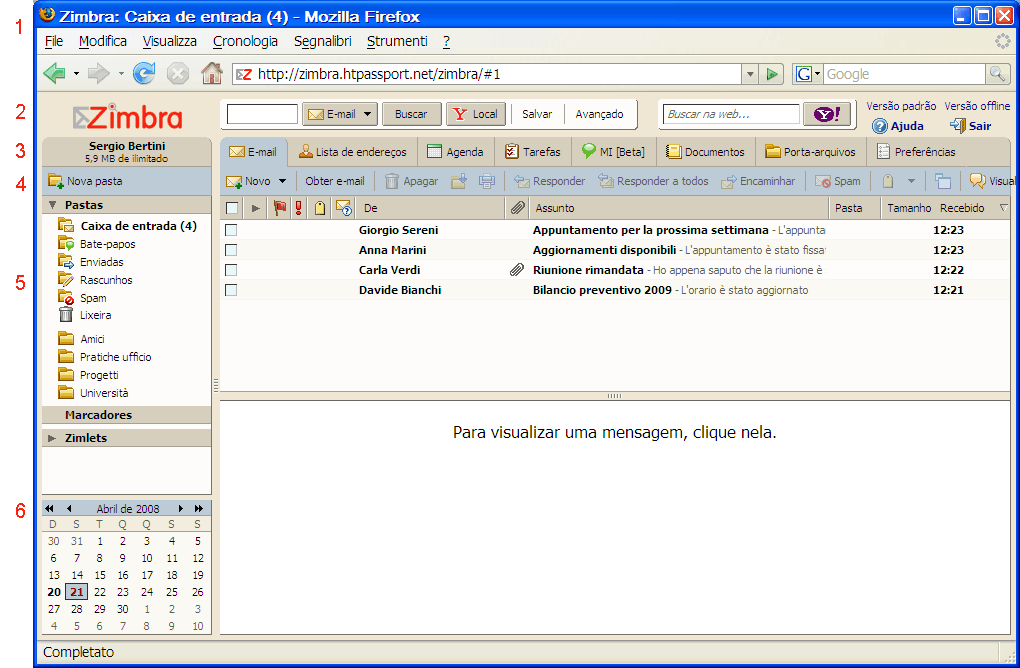 1
Zimbra: Caixa de entrada (4) - Mozilla Firefox
File Modifica Visualizza Cronologia Segnalibri Strumenti ?
http://zimbra.htpassport.net/zimbra/#1 G Google
2
Zimbra
E-mail Buscar Y Local Salvar Avançado Buscar na web... Y! Versão padrão Versão offline
Ajuda Sair
3
Sergio Bertini
5,9 MB de ilimitado
E-mail Lista de endereços Agenda Tarefas MI [Beta] Documentos Porta-arquivos Preferências
4
Nova pasta
Novo Obter e-mail Apagar Responder Responder a todos Encaminhar Spam Visual
Pastas
De Assunto Pasta Tamanho Recebido
Caixa de entrada (4)
Bate-papos
Enviadas
5
Rascunhos
Spam
Lixeira
Amici
Pratiche ufficio
Progetti
Università
Marcadores
Zimlets
Giorgio Sereni Appuntamento per la prossima settimana - L'appunta 12:23
Anna Marini Aggiornamenti disponibili - L'appuntamento è stato fissat 12:23
Carla Verdi Riunione rimandata - Ho appena saputo che la riunione è 12:22
Davide Bianchi Bilancio preventivo 2009 - L'orario è stato aggiornato 12:21
Para visualizar uma mensagem, clique nela.
6
Abril de 2008
D S T Q Q S S
30 31 1 2 3 4 5
6 7 8 9 10 11 12
13 14 15 16 17 18 19
20 21 22 23 24 25 26
27 28 29 30 1 2 3
4 5 6 7 8 9 10
Completato